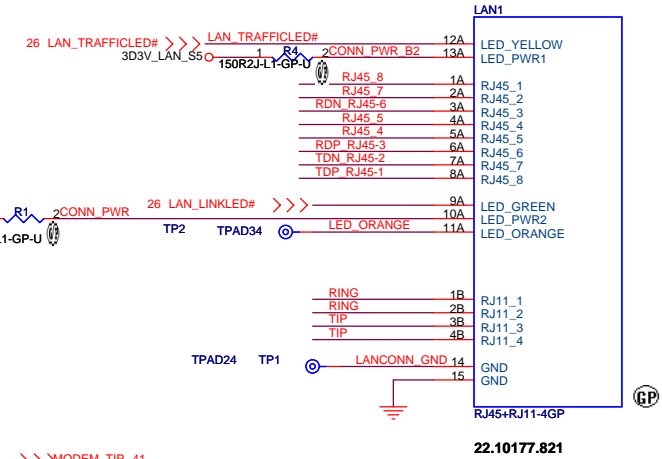 LAN1
26 LAN_TRAFFICLED# LAN_TRAFFICLED# 12A LED_YELLOW
3D3V_LAN_S5 1 R4 2 CONN_PWR_B2 13A LED_PWR1
150R2J-L1-GP-U
RJ45_8 1A RJ45_1
RJ45_7 2A RJ45_2
RDN_RJ45-6 3A RJ45_3
RJ45_5 4A RJ45_4
RJ45_4 5A RJ45_5
RDP_RJ45-3 6A RJ45_6
TDN_RJ45-2 7A RJ45_7
TDP_RJ45-1 8A RJ45_8
26 LAN_LINKLED# 9A LED_GREEN
R1 2 CONN_PWR 10A LED_PWR2
L1-GP-U TP2 TPAD34 LED_ORANGE 11A LED_ORANGE
RING 1B RJ11_1
RING 2B RJ11_2
TIP 3B RJ11_3
TIP 4B RJ11_4
TPAD24 TP1 LANCONN_GND 14 GND
15 GND
GP
RJ45+RJ11-4GP
22.10177.821
MODEM_TIP 41